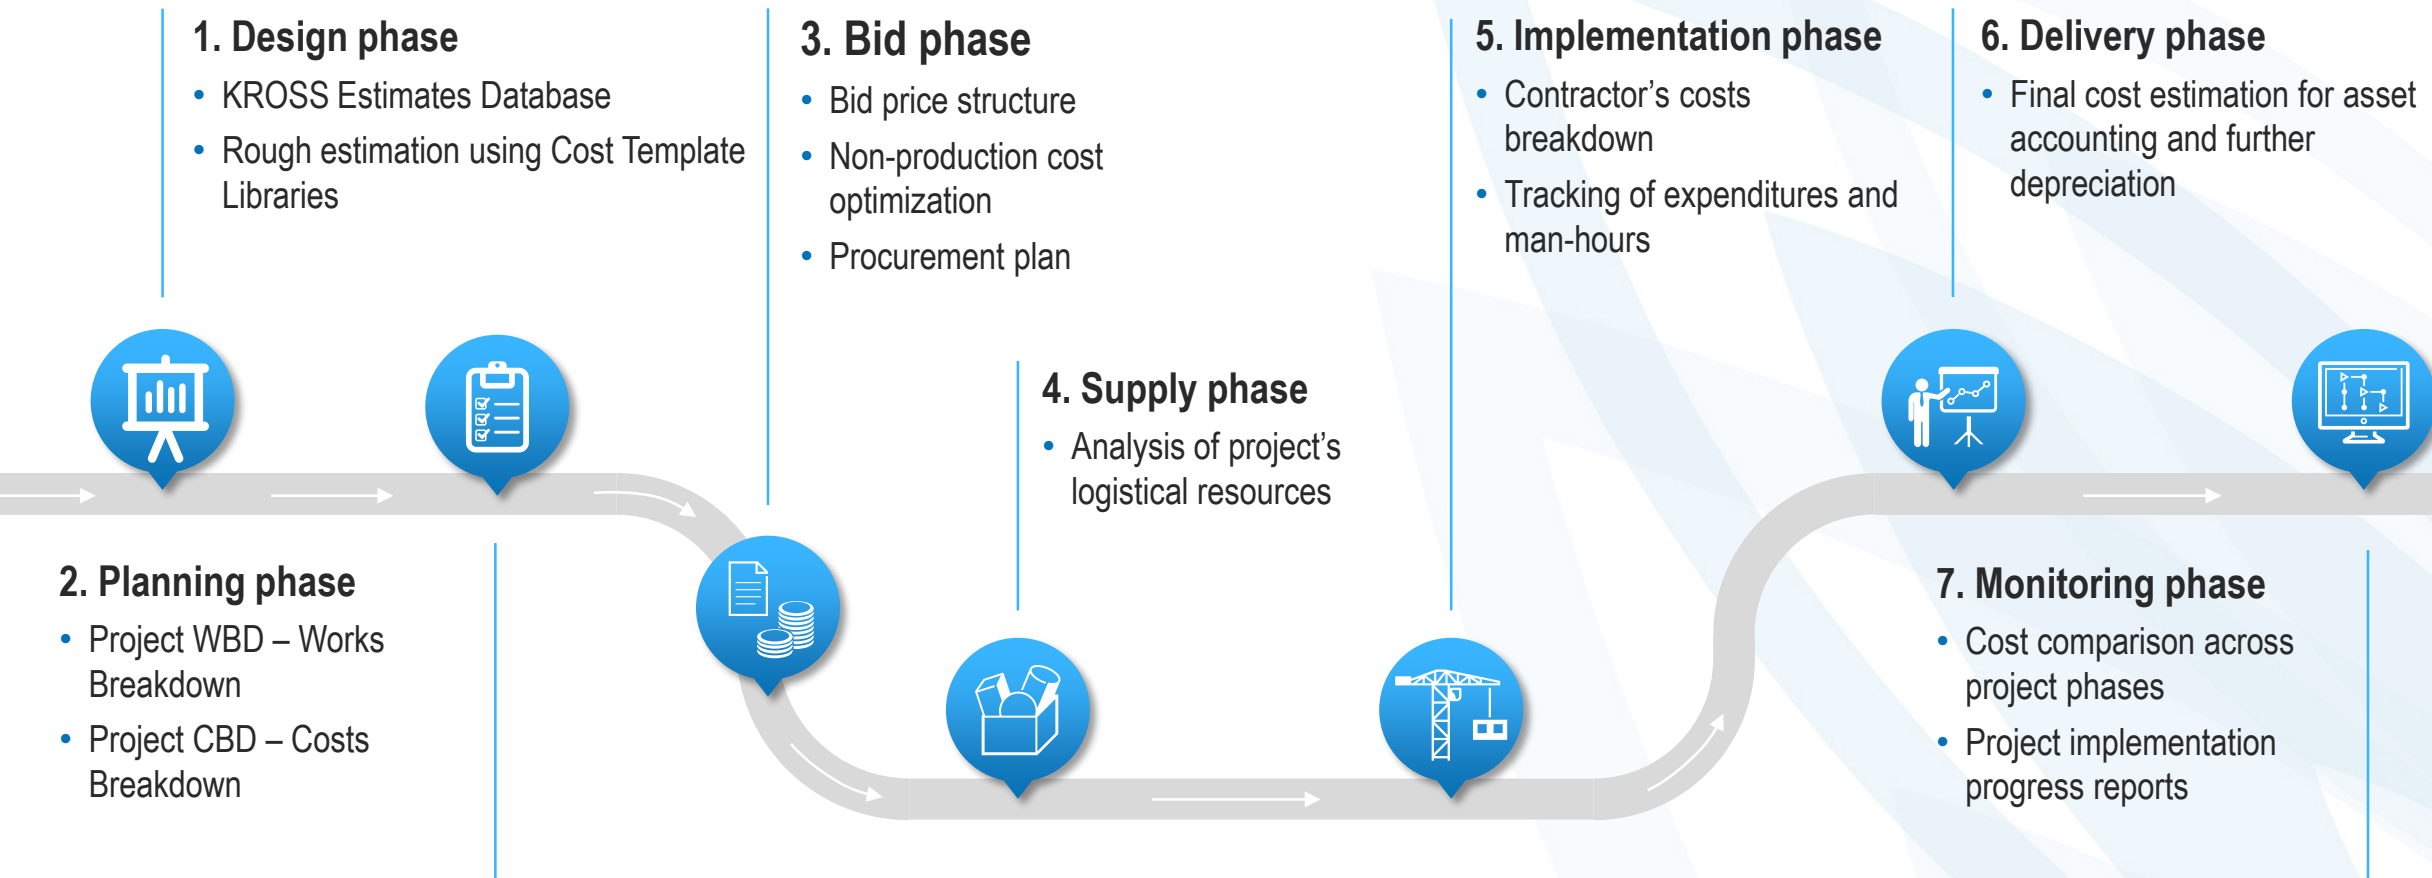 1. Design phase
• KROSS Estimates Database
• Rough estimation using Cost Template
Libraries
2. Planning phase
• Project WBD – Works
Breakdown
• Project CBD – Costs
Breakdown
3. Bid phase
• Bid price structure
• Non-production cost
optimization
• Procurement plan
4. Supply phase
• Analysis of project’s
logistical resources
5. Implementation phase
• Contractor’s costs
breakdown
• Tracking of expenditures and
man-hours
6. Delivery phase
• Final cost estimation for asset
accounting and further
depreciation
7. Monitoring phase
• Cost comparison across
project phases
• Project implementation
progress reports